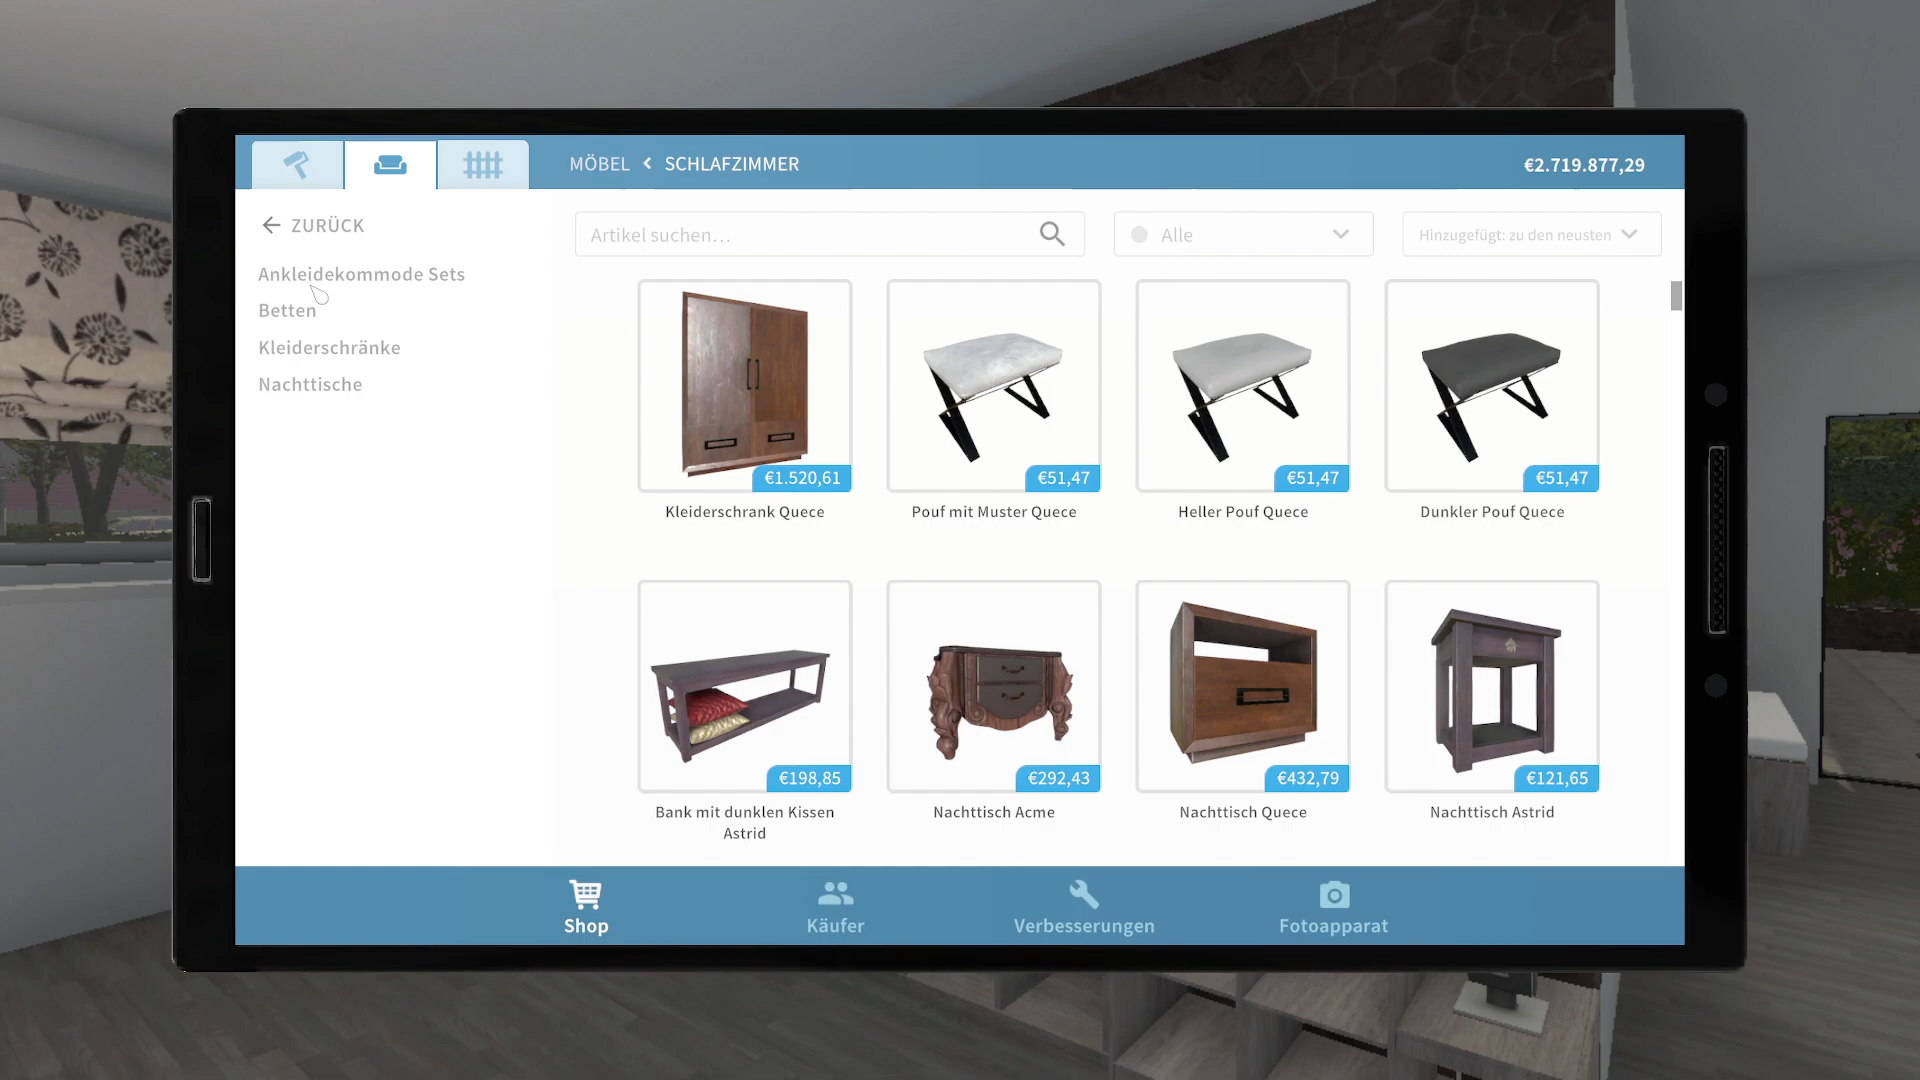 MÖBEL < SCHLAFZIMMER
€2.719.877,29
ZURÜCK
Artikel suchen...
Alle
Hinzugefügt: zu den neusten
Ankleidekommode Sets
Betten
Kleiderschränke
Nachttische
€1.520,61
€51,47
€51,47
€51,47
Kleiderschrank Quece
Pouf mit Muster Quece
Heller Pouf Quece
Dunkler Pouf Quece
€198,85
€292,43
€432,79
€121,65
Bank mit dunklen Kissen
Astrid
Nachttisch Acme
Nachttisch Quece
Nachttisch Astrid
Shop
Käufer
Verbesserungen
Fotoapparat